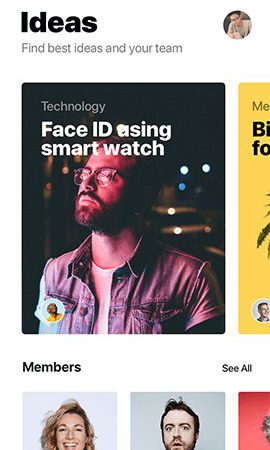 Ideas
Find best ideas and your team
Technology
Face ID using
smart watch
Me
Bi
fo
Members
See All